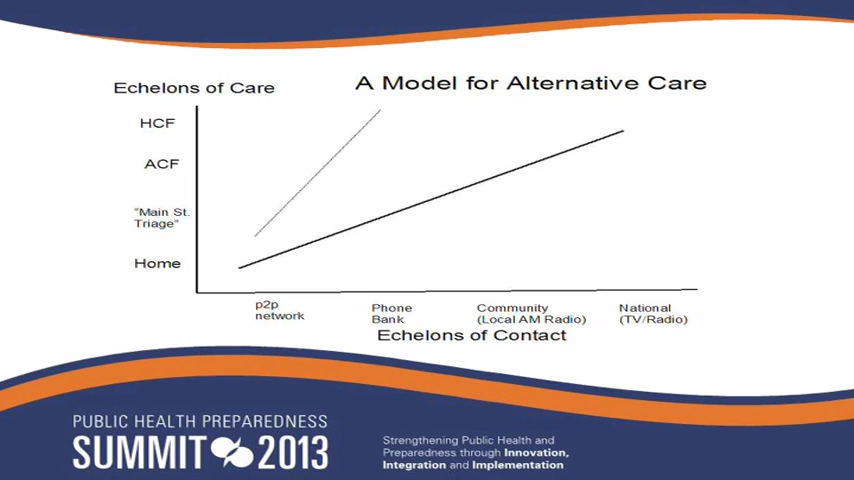 A Model for Alternative Care
Echelons of Care
HCF
ACF
"Main St.
Triage"
Home
p2p
network
Phone
Bank
Community
(Local AM Radio)
National
(TV/Radio)
Echelons of Contact
PUBLIC HEALTH PREPAREDNESS
SUMMIT 2013
Strengthening Public Health and
Preparedness through Innovation,
Integration and Implementation